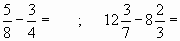 5/8 − 3/4 = ; 12 3/7 − 8 2/3 =